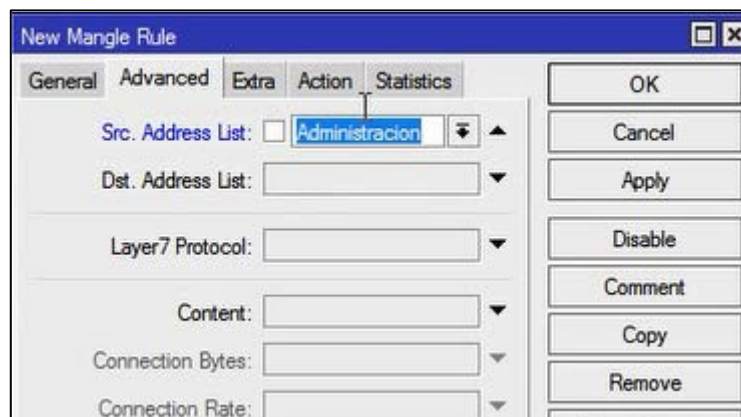 New Mangle Rule
General Advanced Extra Action Statistics
OK
Src. Address List: Administracion
Cancel
Dst. Address List:
Apply
Layer7 Protocol:
Disable
Comment
Content:
Copy
Connection Bytes:
Remove
Connection Rate: